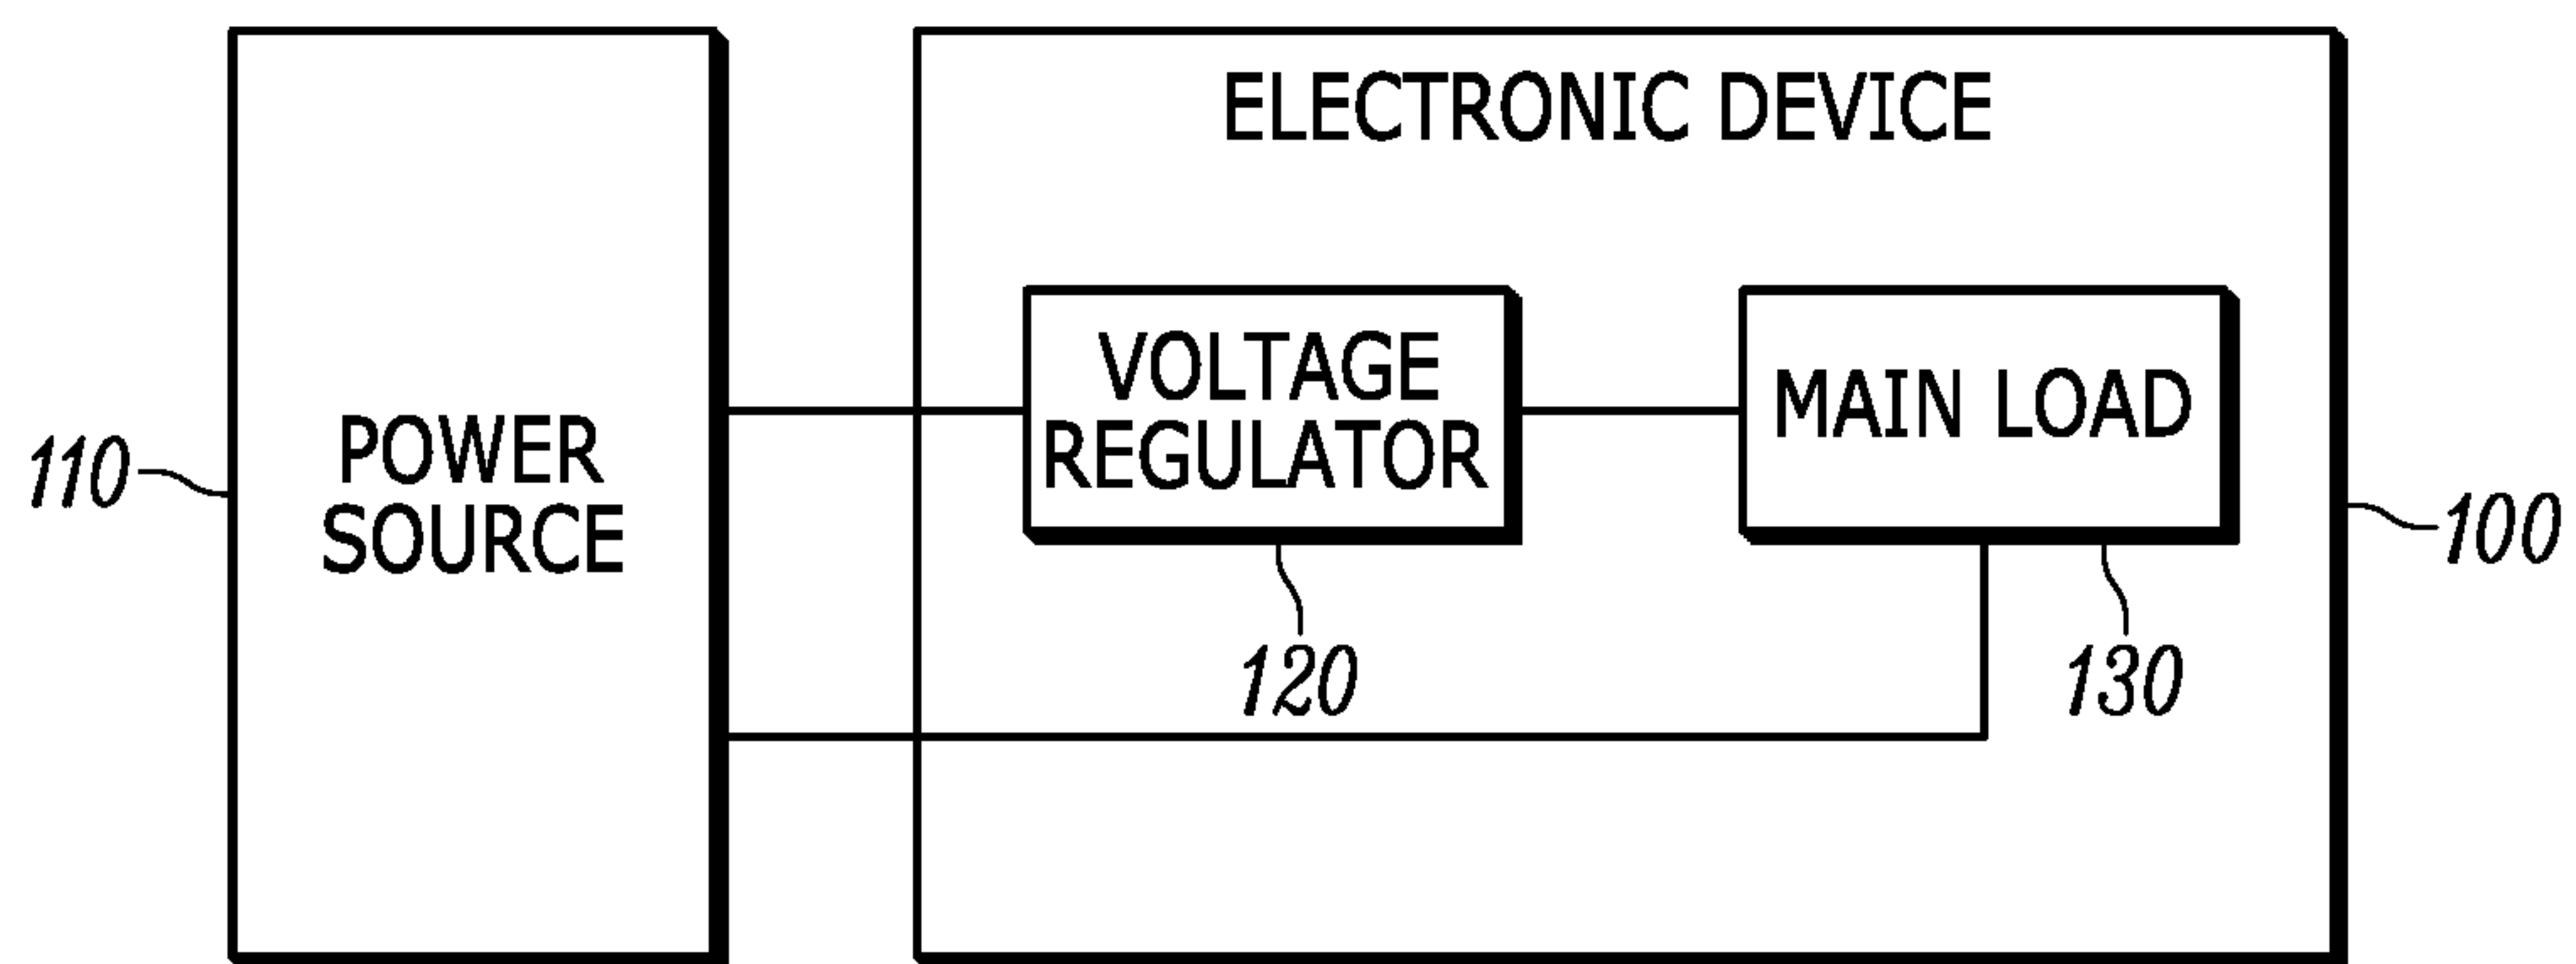 ELECTRONIC DEVICE
VOLTAGE
REGULATOR
MAIN LOAD
POWER
SOURCE
110
100
120
130